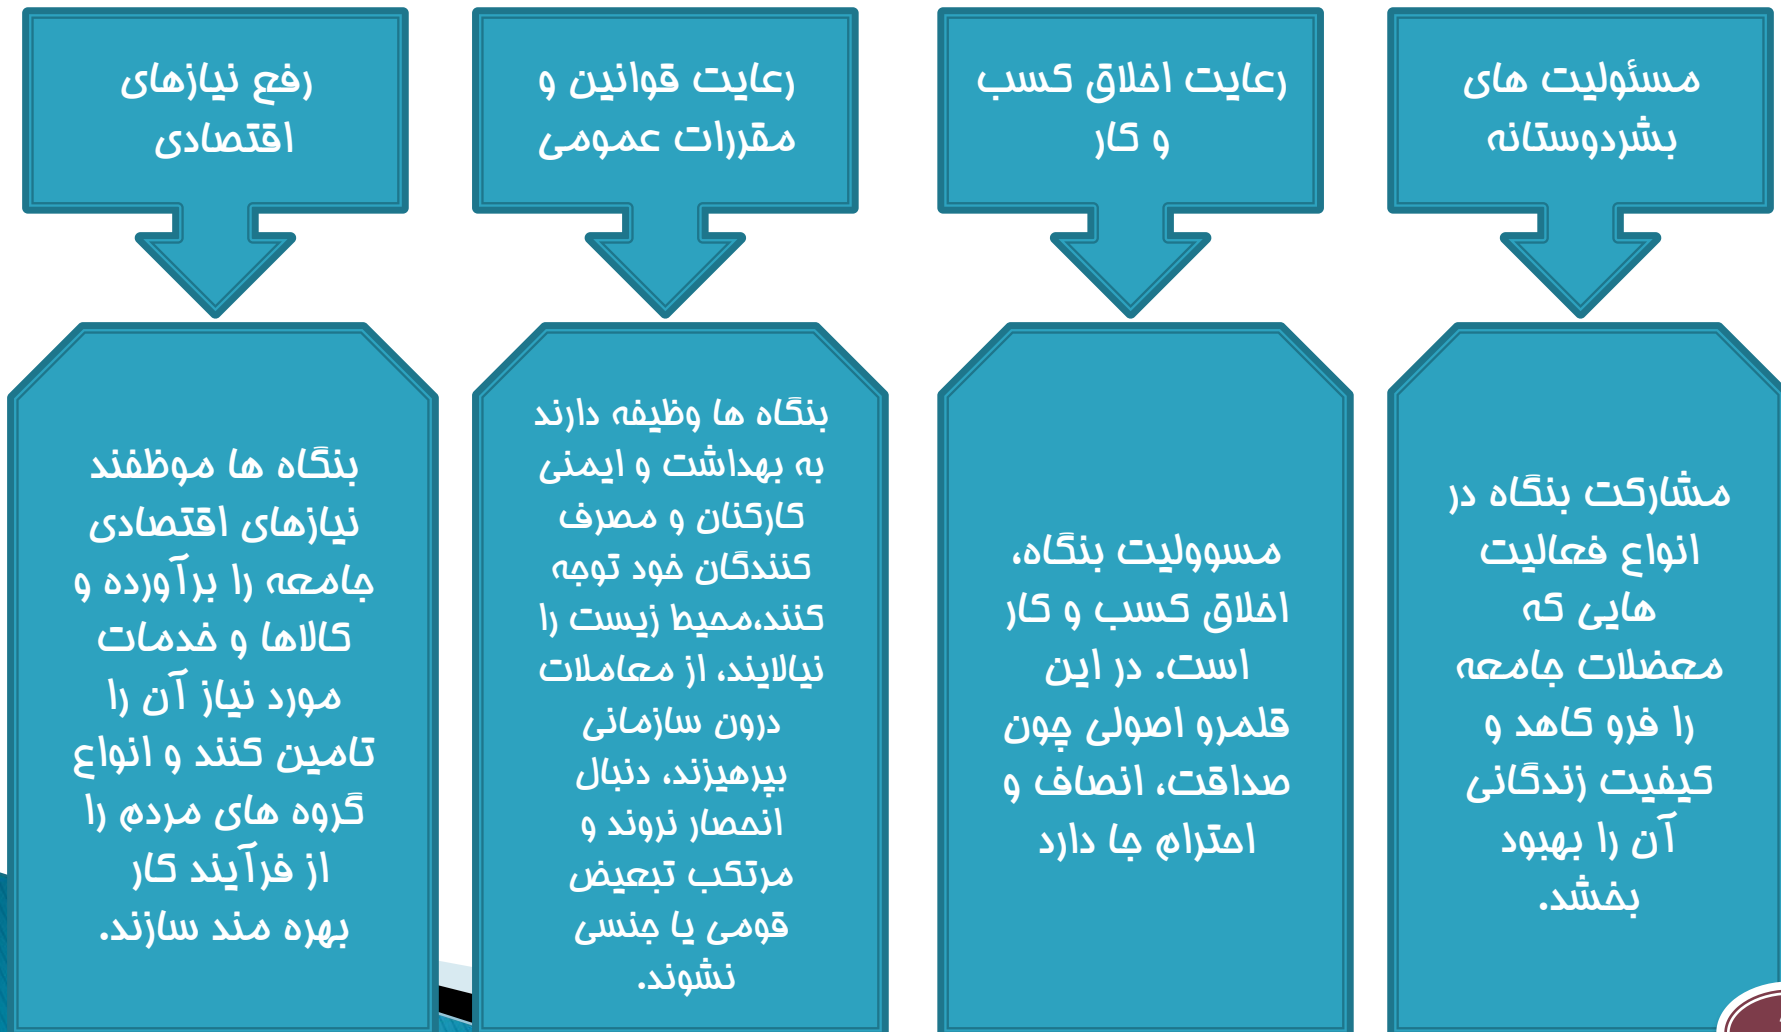 مسئولیت های
بشردوستانه
مشارکت بنگاه در
انواع فعالیت
هایی که
معضلات جامعه
را فرو کاهد و
کیفیت زندگانی
آن را بهبود
بخشد.
رعایت اخلاق کسب
و کار
مسوولیت بنگاه،
اخلاق کسب و کار
است. در این
قلمرو اصولی چون
صداقت، انصاف و
احترام جا دارد
رعایت قوانین و
مقررات عمومی
بنگاه ها وظیفه دارند
به بهداشت و ایمنی
کارکنان و مصرف
کنندگان خود توجه
کنند،محیط زیست را
نیالایند، از معاملات
درون سازمانی
بپرهیزند، دنبال
انحصار نروند و
مرتکب تبعیض
قومی یا جنسی
نشوند.
رفع نیازهای
اقتصادی
بنگاه ها موظفند
نیازهای اقتصادی
جامعه را برآورده و
کالاها و خدمات
مورد نیاز آن را
تامین کنند و انواع
گروه های مردم را
از فرآیند کار
بهره مند سازند.